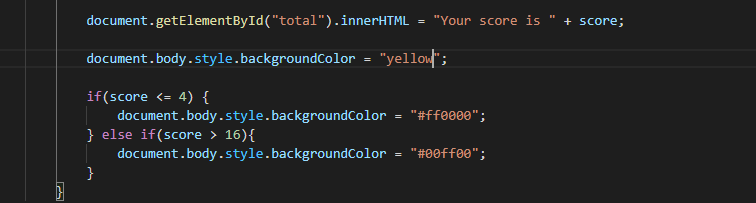 document.getElementById("total").innerHTML = "Your score is " + score;
document.body.style.backgroundColor = "yellow";
if(score <= 4) {
document.body.style.backgroundColor = "#ff0000";
} else if(score > 16){
document.body.style.backgroundColor = "#00ff00";
}
}